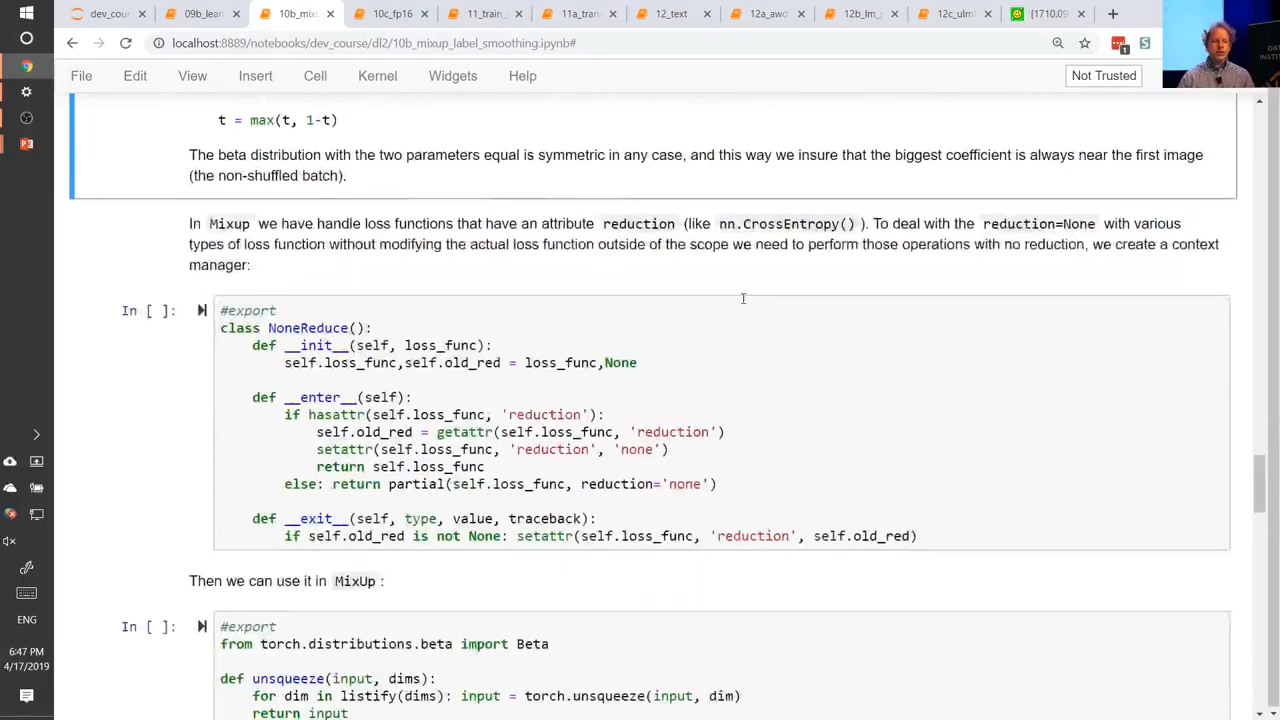 dev_cou
09b_lear
10b_mix
10c_fp16
11_train_
11a_tran
12_text
12a_awd
12b_lm_
12c_ulm
[1710.09
localhost:8889/notebooks/dev_course/dl2/10b_mixup_label_smoothing.ipynb#
File Edit View Insert Cell Kernel Widgets Help
Not Trusted
t = max(t, 1-t)
The beta distribution with the two parameters equal is symmetric in any case, and this way we insure that the biggest coefficient is always near the first image
(the non-shuffled batch).
In Mixup we have handle loss functions that have an attribute reduction (like nn.CrossEntropy() ). To deal with the reduction=None with various
types of loss function without modifying the actual loss function outside of the scope we need to perform those operations with no reduction, we create a context
manager:
In [ ]:
#export
class NoneReduce():
def __init__(self, loss_func):
self.loss_func,self.old_red = loss_func,None
def __enter__(self):
if hasattr(self.loss_func, 'reduction'):
self.old_red = getattr(self.loss_func, 'reduction')
setattr(self.loss_func, 'reduction', 'none')
return self.loss_func
else: return partial(self.loss_func, reduction='none')
def __exit__(self, type, value, traceback):
if self.old_red is not None: setattr(self.loss_func, 'reduction', self.old_red)
Then we can use it in MixUp :
In [ ]:
#export
from torch.distributions.beta import Beta
def unsqueeze(input, dims):
for dim in listify(dims): input = torch.unsqueeze(input, dim)
return input
ENG
6:47 PM
4/17/2019